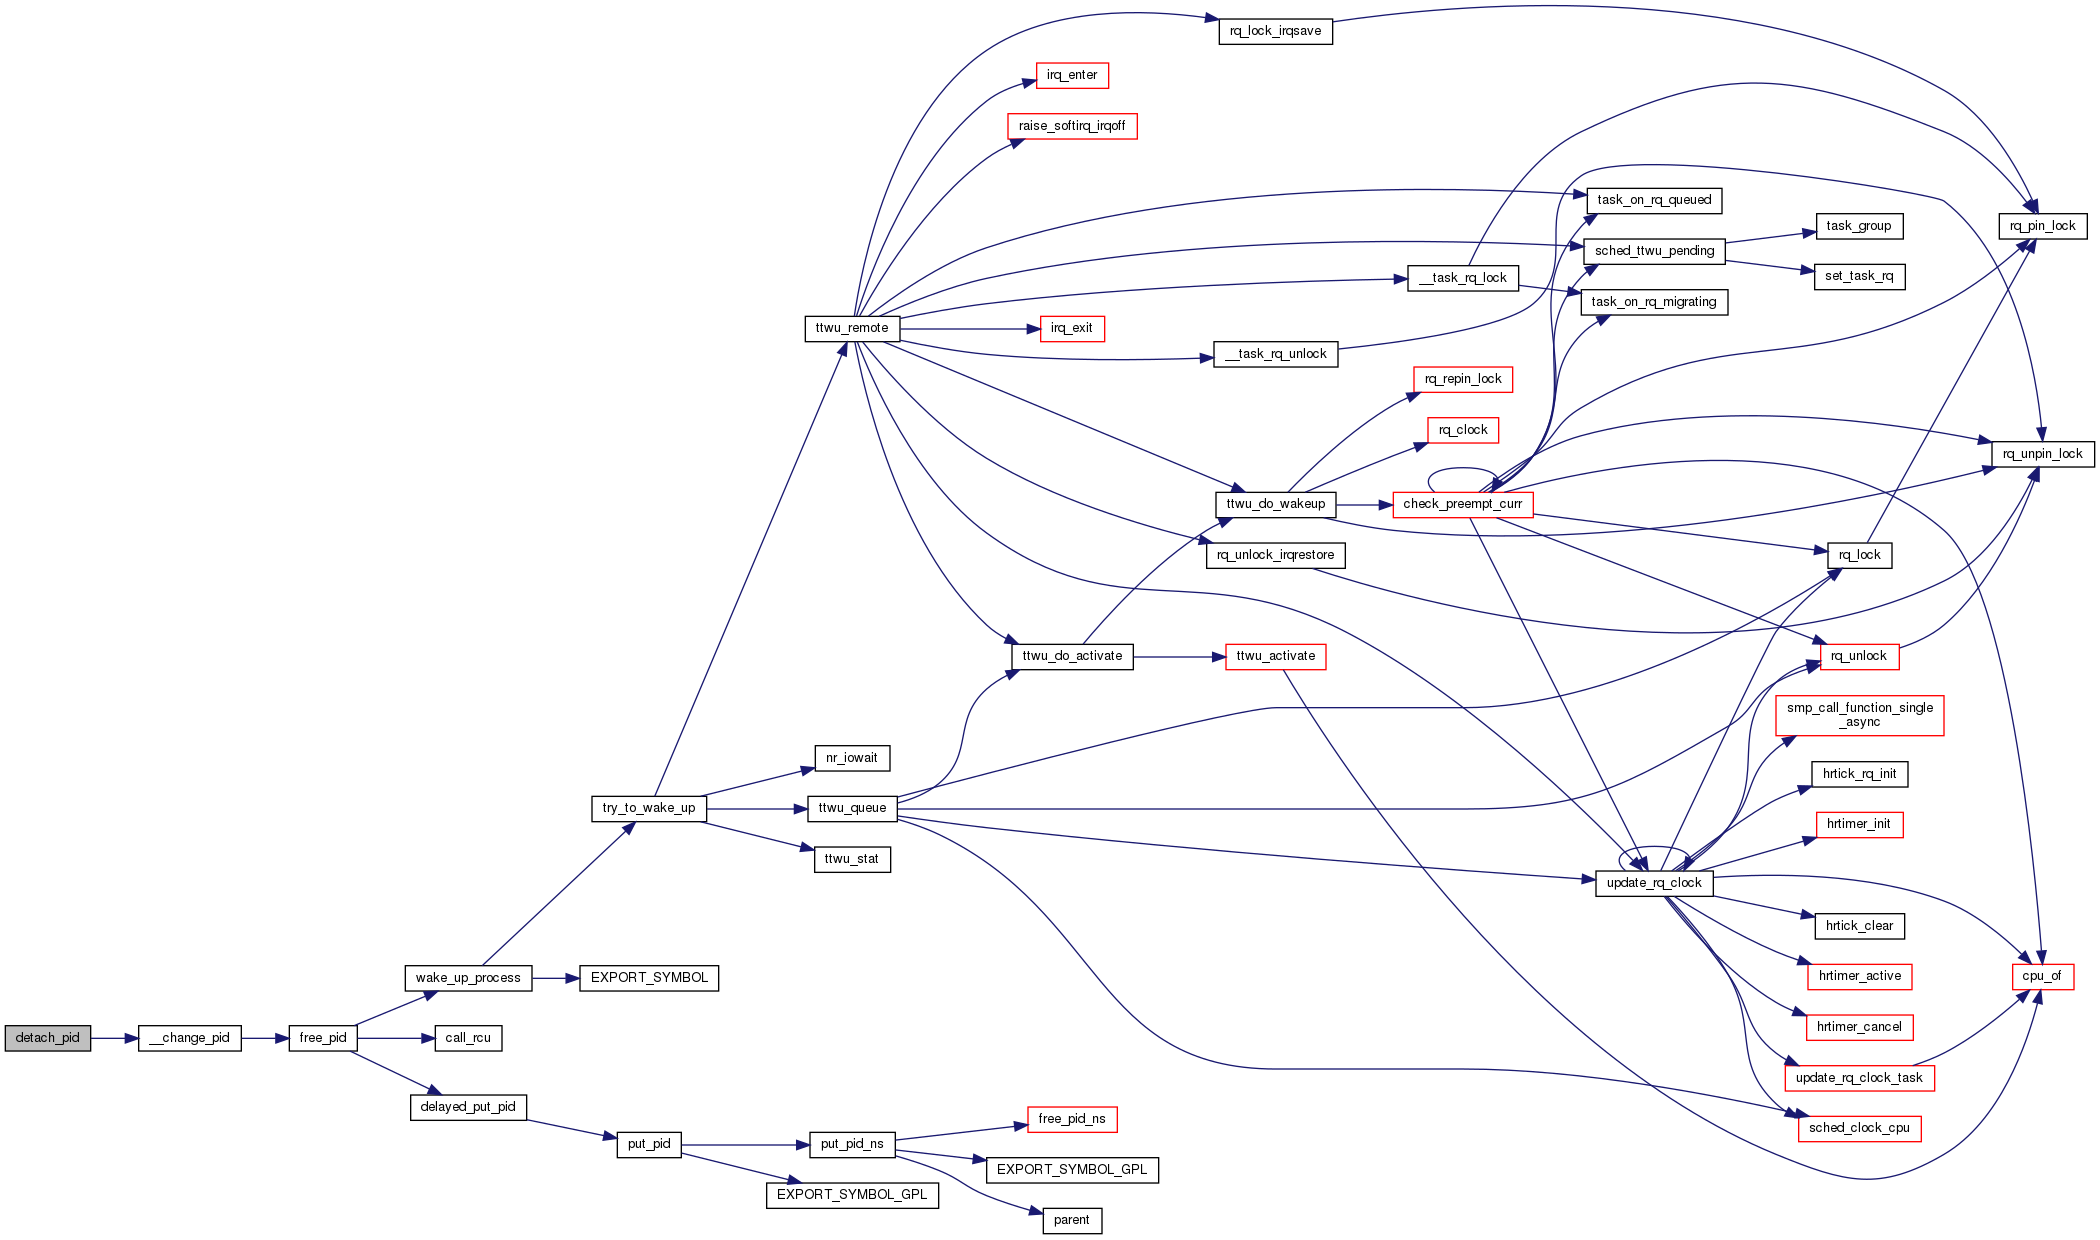 rq_lock_irqsave
irq_enter
raise_softirq_irqoff
task_on_rq_queued
task_group
rq_pin_lock
sched_ttwu_pending
__task_rq_lock
set_task_rq
task_on_rq_migrating
ttwu_remote
irq_exit
__task_rq_unlock
rq_repin_lock
rq_clock
rq_unpin_lock
ttwu_do_wakeup
check_preempt_curr
rq_unlock_irqrestore
rq_lock
ttwu_do_activate
ttwu_activate
rq_unlock
smp_call_function_single
_async
nr_iowait
hrtick_rq_init
try_to_wake_up
ttwu_queue
hrtimer_init
ttwu_stat
update_rq_clock
hrtick_clear
wake_up_process
EXPORT_SYMBOL
hrtimer_active
cpu_of
hrtimer_cancel
detach_pid
__change_pid
free_pid
call_rcu
update_rq_clock_task
delayed_put_pid
free_pid_ns
sched_clock_cpu
put_pid
put_pid_ns
EXPORT_SYMBOL_GPL
EXPORT_SYMBOL_GPL
parent